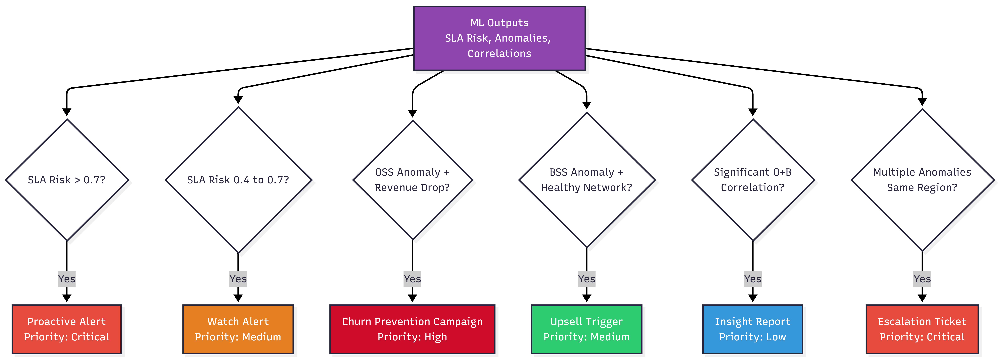 ML Outputs
SLA Risk, Anomalies,
Correlations
SLA Risk > 0.7?
SLA Risk 0.4 to 0.7?
OSS Anomaly +
Revenue Drop?
BSS Anomaly +
Healthy Network?
Significant O+B
Correlation?
Multiple Anomalies
Same Region?
Yes
Yes
Yes
Yes
Yes
Yes
Proactive Alert
Priority: Critical
Watch Alert
Priority: Medium
Churn Prevention Campaign
Priority: High
Upsell Trigger
Priority: Medium
Insight Report
Priority: Low
Escalation Ticket
Priority: Critical